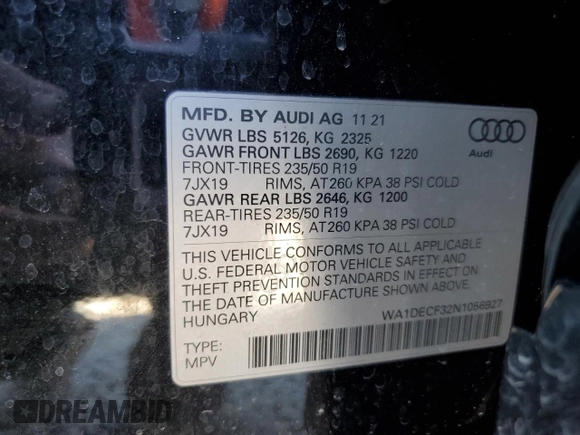 MFD. BY AUDI AG 11 21
GVWR LBS 5126, KG 2325
GAWR FRONT LBS 2690, KG 1220
FRONT-TIRES 235/50 R19
7JX19 RIMS, AT260 KPA 38 PSI COLD
GAWR REAR LBS 2646, KG 1200
REAR-TIRES 235/50 R19
7JX19 RIMS, AT260 KPA 38 PSI COLD
Audi
THIS VEHICLE CONFORMS TO ALL APPLICABLE
U.S. FEDERAL MOTOR VEHICLE SAFETY AND
THEFT PREVENTION STANDARDS IN EFFECT ON
THE DATE OF MANUFACTURE SHOWN ABOVE.
HUNGARY
WA1DECF32N1056927
TYPE:
MPV
DREAMBID